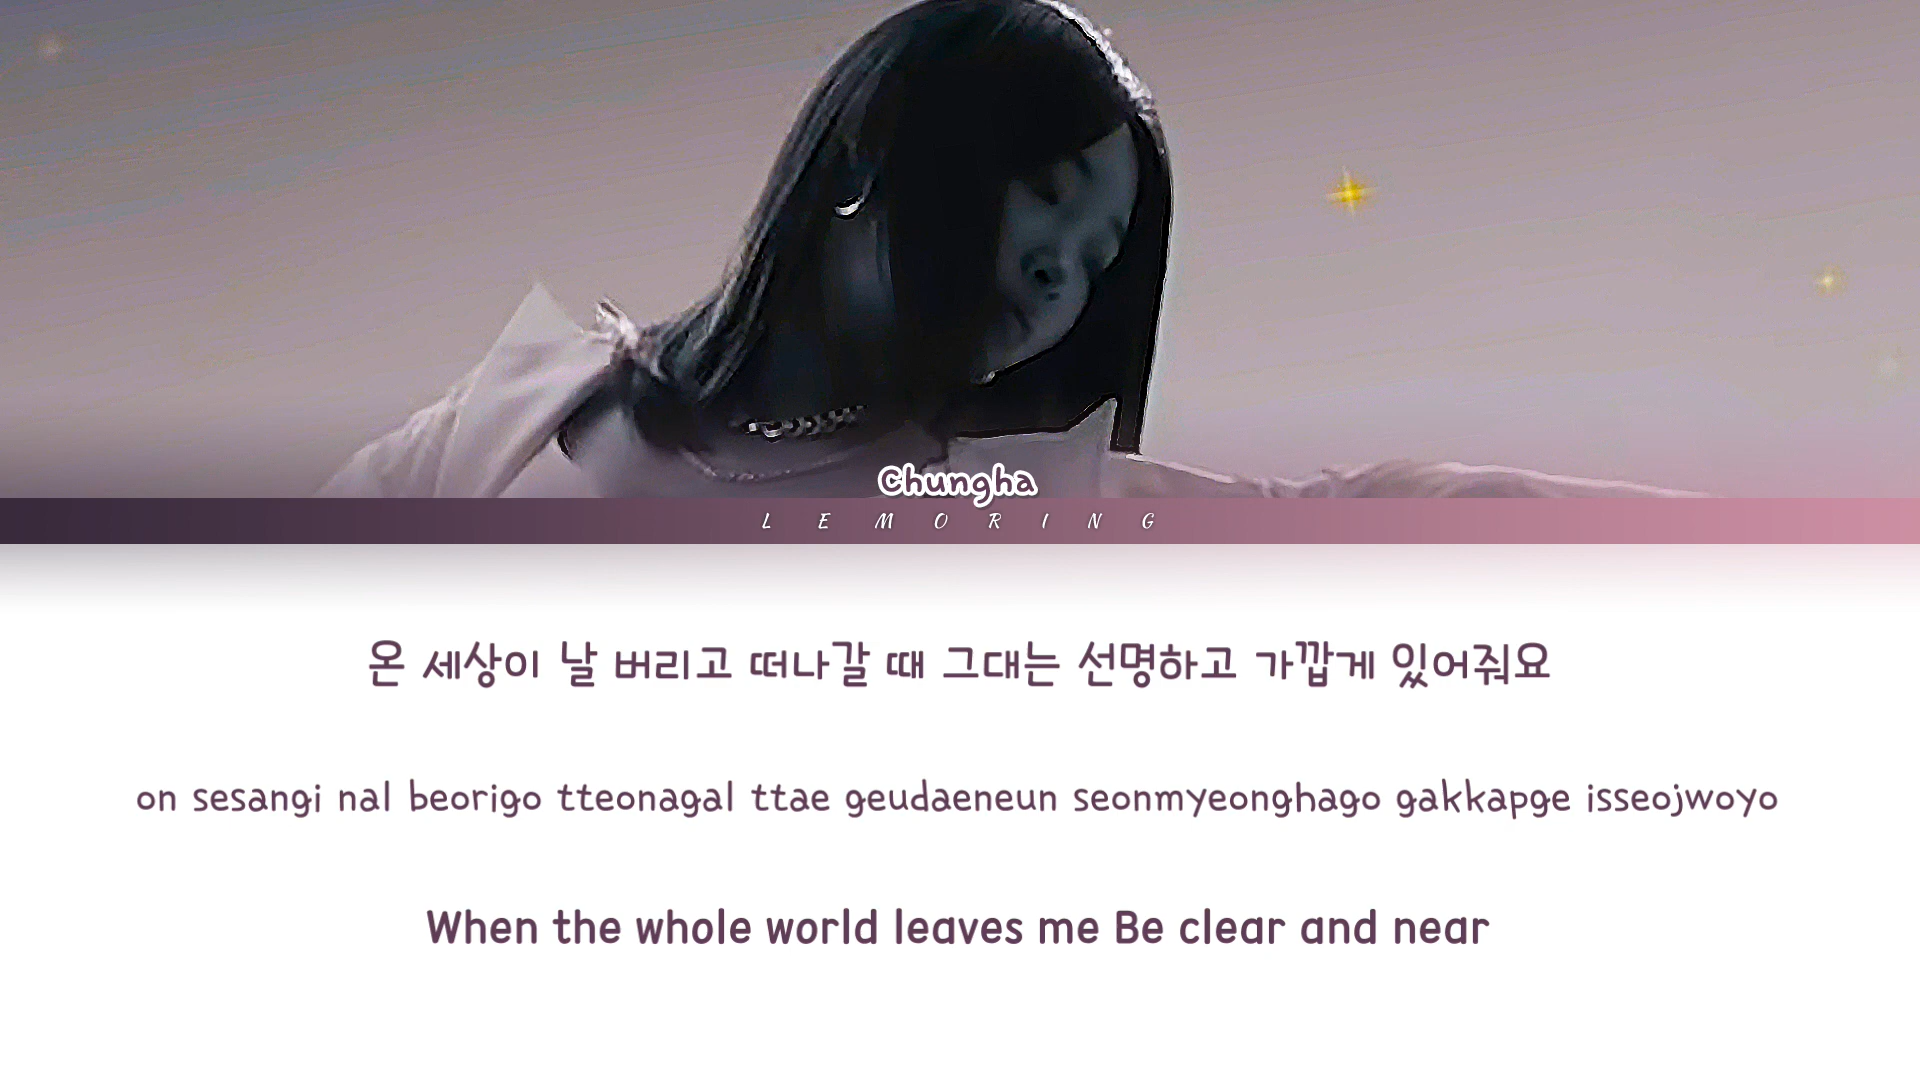 Chungha
LEMORING
온 세상이 날 버리고 떠나갈 때 그대는 선명하고 가깝게 있어줘요
on sesangi nal beorigo tteonagal ttae geudaeneun seonmyeonghago gakkapge isseojwoyo
When the whole world leaves me Be clear and near